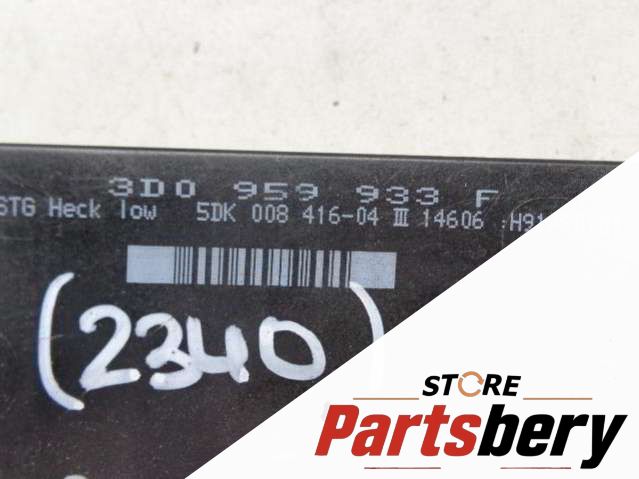 3D0 959 933 F
STG Heck low 5DK 008 416-04 III 14606
(2340)
STORE
Partsbery